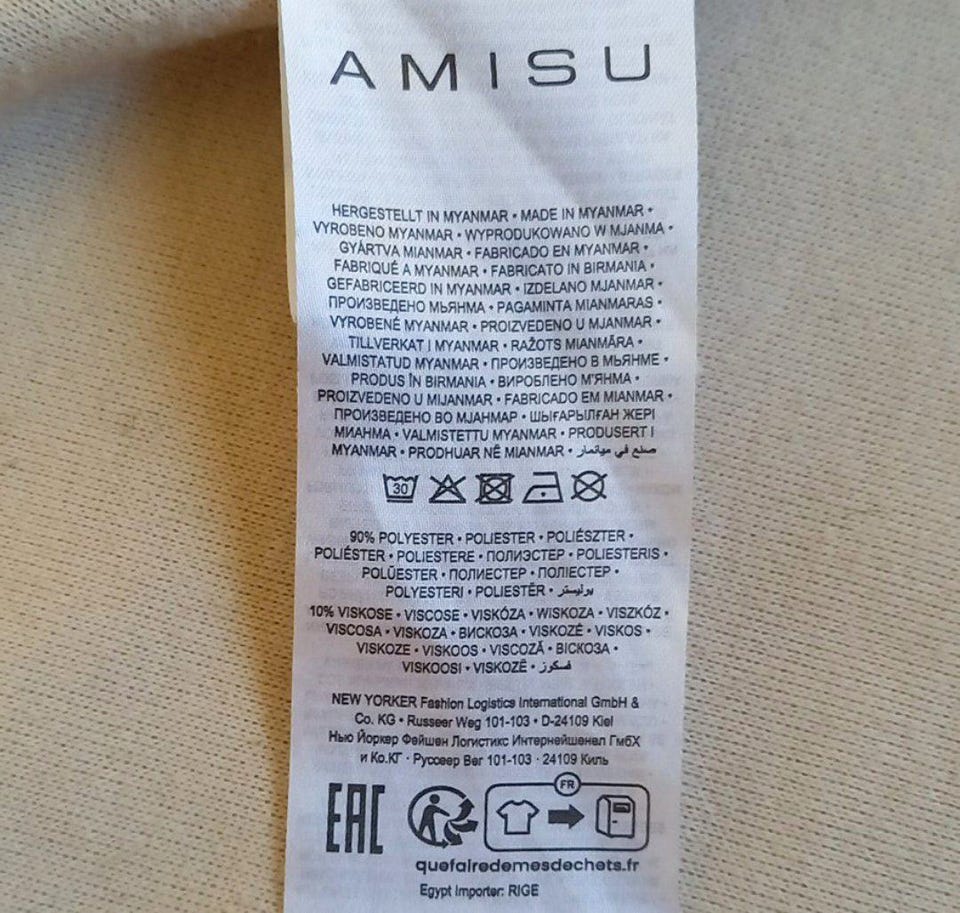 AMISU
HERGESTELLT IN MYANMAR • MADE IN MYANMAR •
VYROBENO MYANMAR • WYPRODUKOWANO W MJANMA •
GYÁRTVA MIANMAR • FABRICADO EN MYANMAR •
FABRIQUÉ A MYANMAR • FABRICATO IN BIRMANIA •
GEFABRICEERD IN MYANMAR • IZDELANO MJANMAR •
ПРОИЗВЕДЕНО МЬЯНМА • PAGAMINTA MIANMARAS •
VYROBENÉ MYANMAR • PROIZVEDENO U MJANMAR •
TILLVERKAT I MYANMAR • RAŽOTS MIANMĀRA •
VALMISTATUD MYANMAR • ПРОИЗВЕДЕНО В МЬЯНМЕ •
PRODUS ÎN BIRMANIA • ВИРОБЛЕНО М'ЯНМА •
PROIZVEDENO U MIJANMAR • FABRICADO EM MIANMAR •
ПРОИЗВЕДЕНО ВО МЈАНМАР • ШЫҒАРЫЛҒАН ЖЕРІ
МИАНМА • VALMISTETTU MYANMAR • PRODUSERT I
MYANMAR • PRODHUAR NË MIANMAR • صنع في ميانمار
30
90% POLYESTER • POLIESTER • POLIÉSZTER •
POLIÉSTER • POLIESTERE • ПОЛИЭСТЕР • POLIESTERIS •
POLÜESTER • ПОЛИЕСТЕР • ПОЛІЕСТЕР •
POLYESTERI • POLIESTËR • بوليستر
10% VISKOSE • VISCOSE • VISKÓZA • WISKOZA • VISZKÓZ •
VISCOSA • VISKOZA • ВИСКОЗА • VISKOZĖ • VISKOS •
VISKOZE • VISKOOS • VISCOZĂ • ВІСКОЗА •
VISKOOSI • VISKOZË • فسكوز
NEW YORKER Fashion Logistics International GmbH &
Co. KG • Russeer Weg 101-103 • D-24109 Kiel
Нью Йоркер Фейшен Логистикс Интернейшенел ГмбХ
и Ко.КГ · Руссеер Вег 101-103 · 24109 Киль
EAC
FR
quefairedemesdechets.fr
Egypt Importer: RIGE